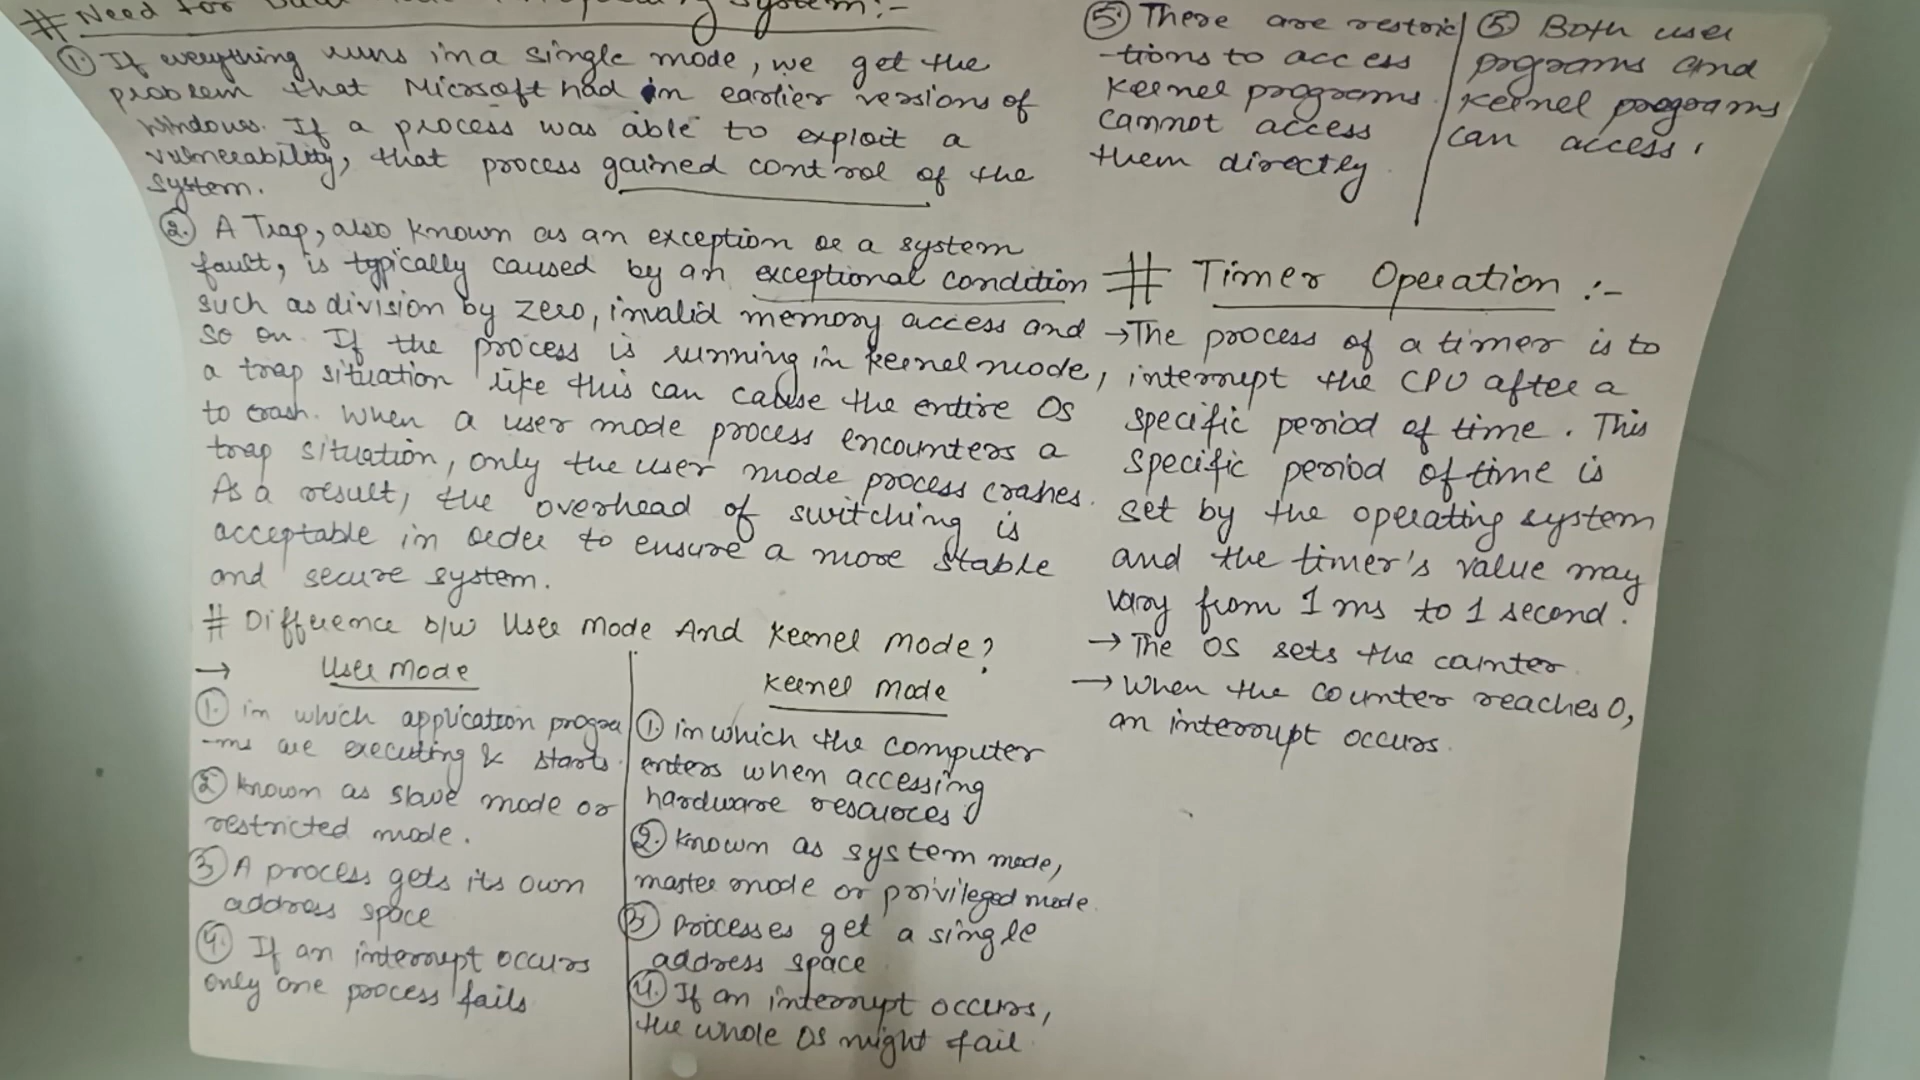 # Need for Dual Mode Operating System:-
① If everything runs in a single mode, we get the
problem that Microsoft had in earlier versions of
Windows. If a process was able to exploit a
vulnerability, that process gained control of the
system.
② A Trap, also known as an exception or a system
fault, is typically caused by an exceptional condition
such as division by zero, invalid memory access and
so on. If the process is running in kernel mode,
a trap situation like this can cause the entire OS
to crash. When a user mode process encounters a
trap situation, only the user mode process crashes.
As a result, the overhead of switching is
acceptable in order to ensure a more stable
and secure system.
# Difference b/w User Mode And Kernel Mode?
→ User Mode
① in which application progra
-ms are executing & starts.
② known as slave mode or
restricted mode.
③ A process gets its own
address space
④ If an interrupt occurs
only one process fails
Kernel Mode
① in which the computer
enters when accessing
hardware resources
② known as system mode,
master mode or privileged mode.
③ Processes get a single
address space
④ If an interrupt occurs,
the whole OS might fail
⑤ There are restric
-tions to access
kernel programs.
cannot access
them directly
⑤ Both user
programs and
kernel programs
can access.
# Timer Operation :-
→ The process of a timer is to
interrupt the CPU after a
specific period of time. This
specific period of time is
set by the operating system
and the timer's value may
vary from 1 ms to 1 second.
→ The OS sets the counter.
→ When the counter reaches 0,
an interrupt occurs.